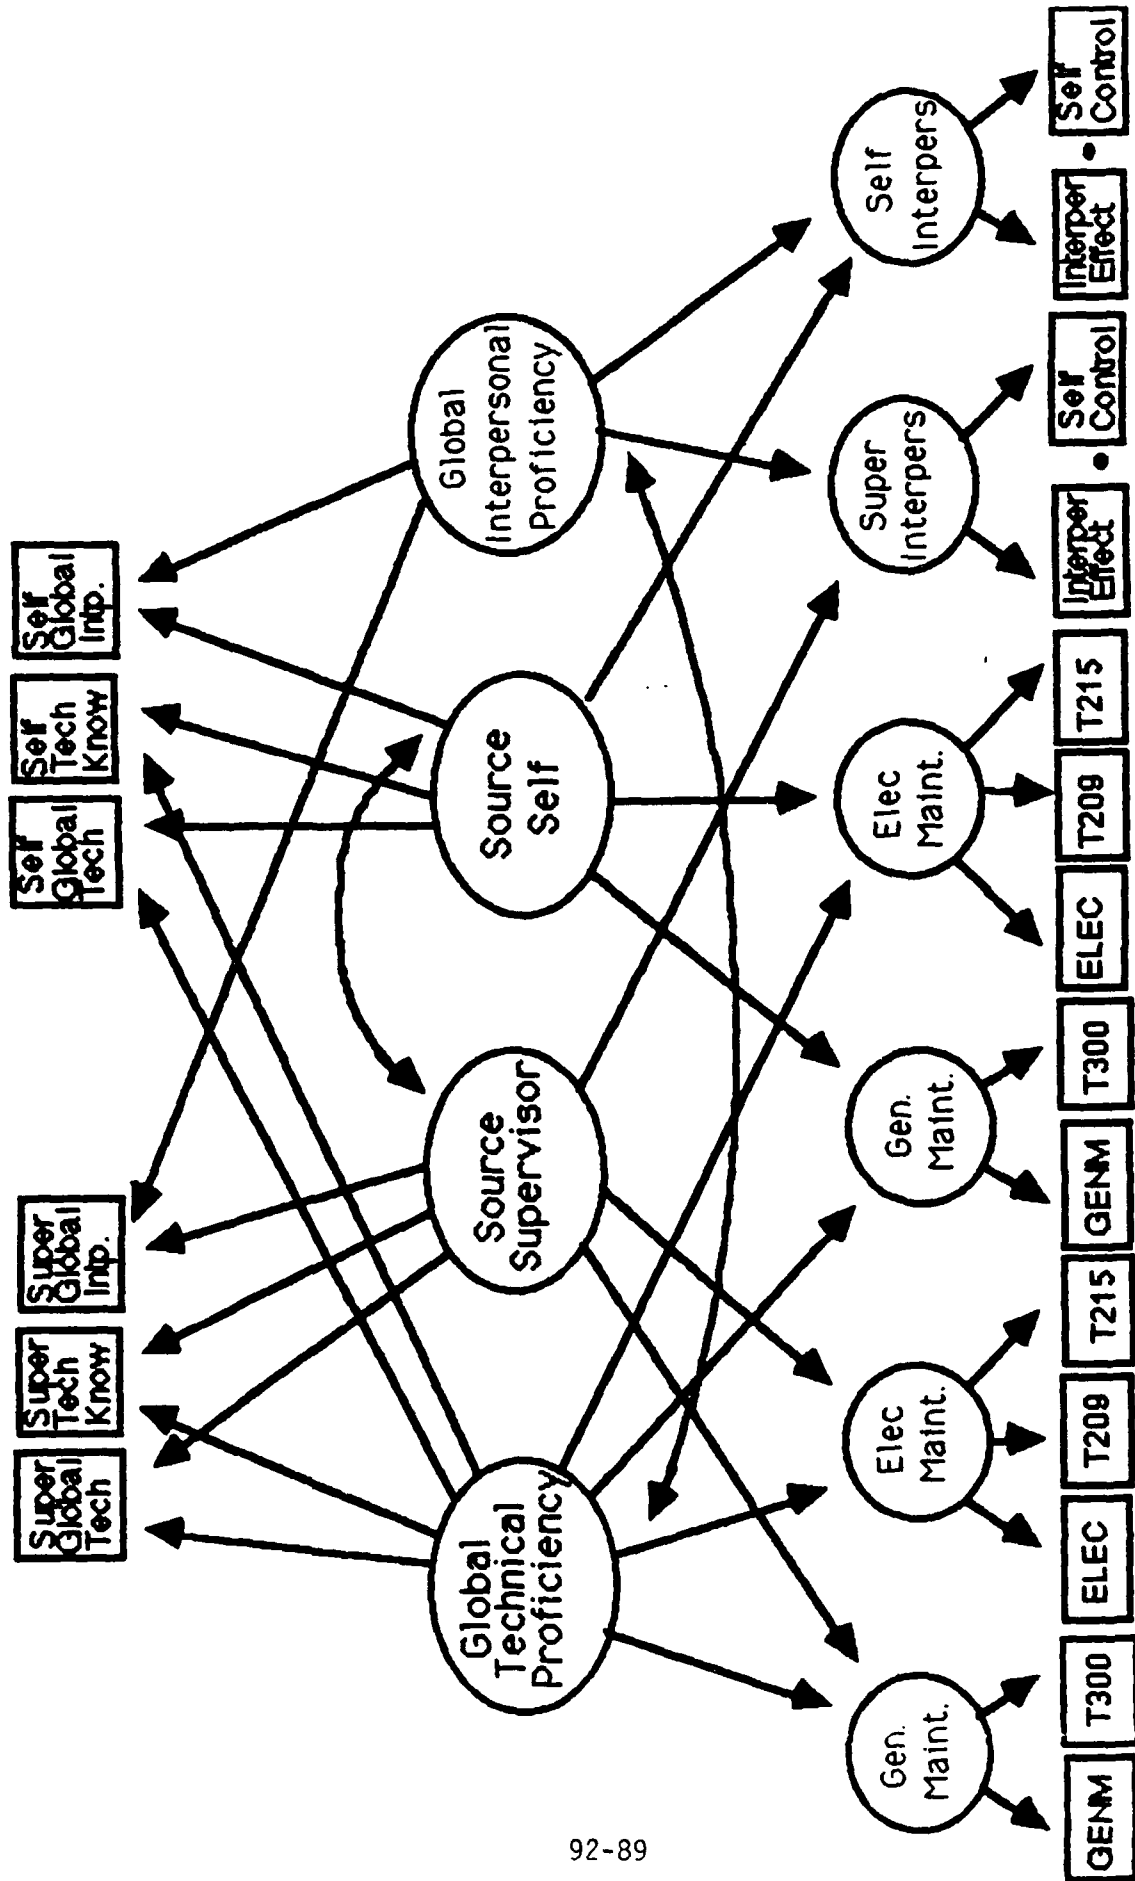 Super
Global
Tech
Super
Tech
Know
Super
Global
Intp.
Self
Global
Tech
Self
Tech
Know
Self
Global
Intp.
Global
Technical
Proficiency
Source
Supervisor
Source
Self
Global
Interpersonal
Proficiency
Gen.
Maint.
Elec
Maint.
Gen.
Maint.
Elec
Maint.
Super
Interpers
Self
Interpers
GENM
T300
ELEC
T209
T215
GENM
T300
ELEC
T209
T215
Interper
Effect
Self
Control
Interper
Effect
Self
Control
92-89